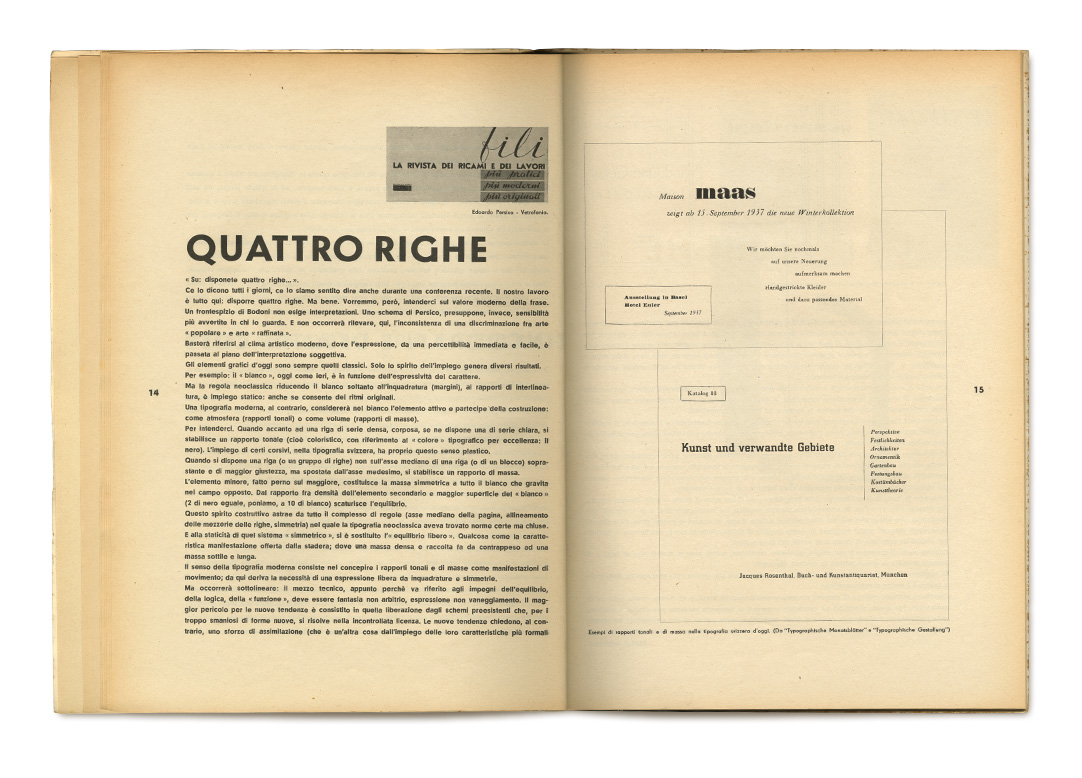 fili
LA RIVISTA DEI RICAMI E DEI LAVORI
più pratici
più moderni
più originali
Edoardo Persico - Vetrofania.
QUATTRO RIGHE
« Su: disponete quattro righe... ».
Ce lo dicono tutti i giorni, ce lo siamo sentito dire anche durante una conferenza recente. Il nostro lavoro
è tutto qui: disporre quattro righe. Ma bene. Vorremmo, però, intenderci sul valore moderno della frase.
Un frontespizio di Bodoni non esige interpretazioni. Uno schema di Persico, presuppone, invece, sensibilità
più avvertite in chi lo guarda. E non occorrerà rilevare, qui, l'inconsistenza di una discriminazione fra arte
« popolare » e arte « raffinata ».
Basterà riferirsi al clima artistico moderno, dove l'espressione, da una percettibilità immediata e facile, è
passata al piano dell'interpretazione soggettiva.
Gli elementi grafici d'oggi sono sempre quelli classici. Solo lo spirito dell'impiego genera diversi risultati.
Per esempio: il « bianco », oggi come ieri, è in funzione dell'espressività del carattere.
Ma la regola neoclassica riducendo il bianco soltanto all'inquadratura (margini), ai rapporti di interlinea-
tura, è impiego statico: anche se consente dei ritmi originali.
Una tipografia moderna, al contrario, considererà nel bianco l'elemento attivo e partecipe della costruzione:
come atmosfera (rapporti tonali) o come volume (rapporti di masse).
Per intenderci. Quando accanto ad una riga di serie densa, corposa, se ne dispone una di serie chiara, si
stabilisce un rapporto tonale (cioè coloristico, con riferimento al « colore » tipografico per eccellenza: il
nero). L'impiego di certi corsivi, nella tipografia svizzera, ha proprio questo senso plastico.
Quando si dispone una riga (o un gruppo di righe) non sull'asse mediano di una riga (o di un blocco) sopra-
stante e di maggior giustezza, ma spostata dall'asse medesimo, si stabilisce un rapporto di massa.
L'elemento minore, fatto perno sul maggiore, costituisce la massa simmetrica a tutto il bianco che gravita
nel campo opposto. Dal rapporto fra densità dell'elemento secondario e maggior superficie del « bianco »
(2 di nero eguale, poniamo, a 10 di bianco) scaturisce l'equilibrio.
Questo spirito costruttivo astrae da tutto il complesso di regole (asse mediano della pagina, allineamento
delle mezzerie delle righe, simmetria) nel quale la tipografia neoclassica aveva trovato norme certe ma chiuse.
E alla staticità di quel sistema « simmetrico », si è sostituito l'« equilibrio libero ». Qualcosa come la caratte-
ristica manifestazione offerta dalla stadera; dove una massa densa e raccolta fa da contrappeso ad una
massa sottile e lunga.
Il senso della tipografia moderna consiste nel concepire i rapporti tonali e di masse come manifestazioni di
movimento; da qui deriva la necessità di una espressione libera da inquadrature e simmetrie.
Ma occorrerà sottolineare: il mezzo tecnico, appunto perchè va riferito agli impegni dell'equilibrio,
della logica, della « funzione », deve essere fantasia non arbitrio, espressione non vaneggiamento. Il mag-
gior pericolo per le nuove tendenze è consistito in quella liberazione dagli schemi preesistenti che, per i
troppo smaniosi di forme nuove, si risolve nella incontrollata licenza. Le nuove tendenze chiedono, al con-
trario, uno sforzo di assimilazione (che è un'altra cosa dall'impiego delle loro caratteristiche più formali
14
Maison maas
zeigt ab 15. September 1937 die neue Winterkollektion
Wir möchten Sie nochmals
auf unsere Neuerung
aufmerksam machen
Handgestrickte Kleider
und dazu passendes Material
Ausstellung in Basel
Hotel Euler
September 1937
Katalog 88
Kunst und verwandte Gebiete
Perspektive
Festlichkeiten
Architektur
Ornamentik
Gartenbau
Festungsbau
Kostümbücher
Kunsttheorie
Jacques Rosenthal, Buch- und Kunstantiquariat, München
Esempi di rapporti tonali e di massa nella tipografia svizzera d'oggi. (Da "Typographische Monatsblätter" e "Typographische Gestaltung")
15